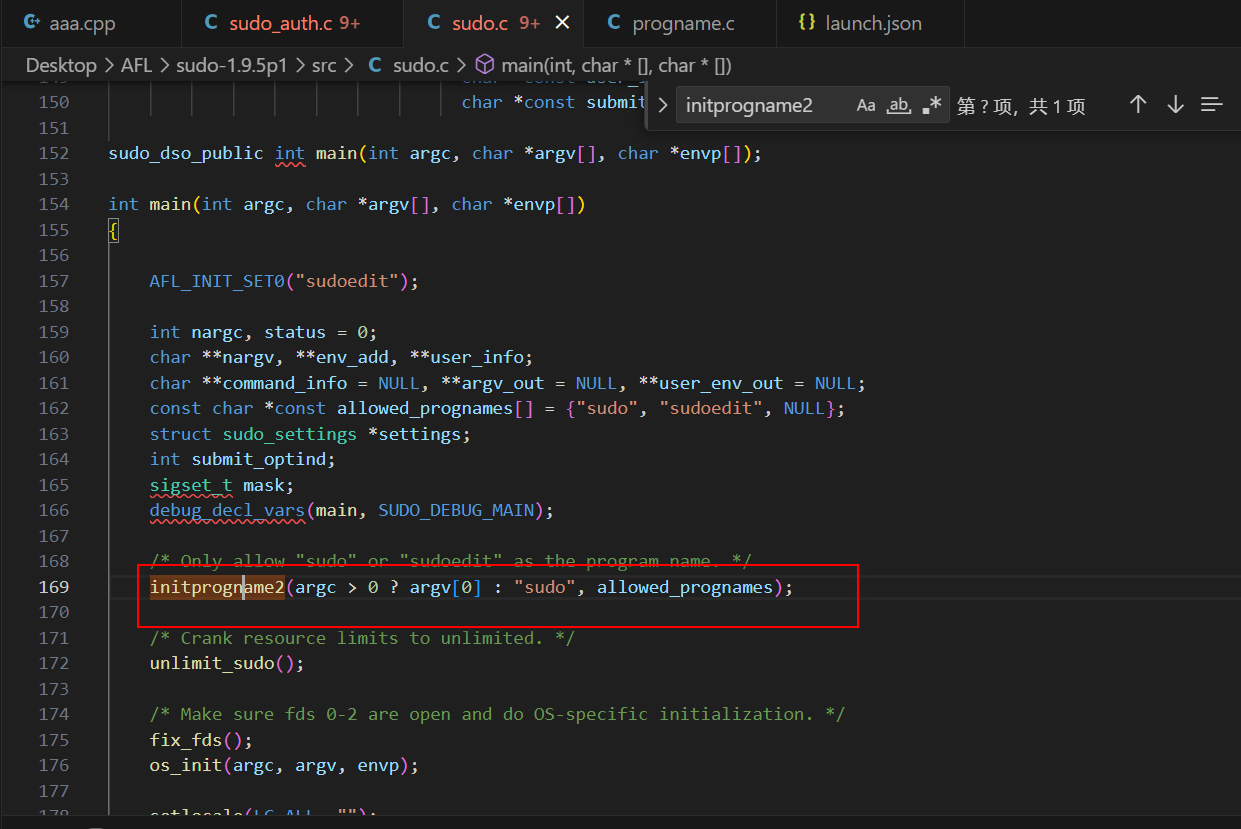 aaa.cpp
C sudo_auth.c 9+
C sudo.c 9+
C progname.c
{} launch.json
Desktop > AFL > sudo-1.9.5p1 > src > C sudo.c > main(int, char * [], char * [])
initprogname2 Aa ab, .* 第 ? 项, 共 1 项
150 char *const submit
151
152 sudo_dso_public int main(int argc, char *argv[], char *envp[]);
153
154 int main(int argc, char *argv[], char *envp[])
155 {
156
157 AFL_INIT_SET0("sudoedit");
158
159 int nargc, status = 0;
160 char **nargv, **env_add, **user_info;
161 char **command_info = NULL, **argv_out = NULL, **user_env_out = NULL;
162 const char *const allowed_prognames[] = {"sudo", "sudoedit", NULL};
163 struct sudo_settings *settings;
164 int submit_optind;
165 sigset_t mask;
166 debug_decl_vars(main, SUDO_DEBUG_MAIN);
167
168 /* Only allow "sudo" or "sudoedit" as the program name. */
169 initprogname2(argc > 0 ? argv[0] : "sudo", allowed_prognames);
170
171 /* Crank resource limits to unlimited. */
172 unlimit_sudo();
173
174 /* Make sure fds 0-2 are open and do OS-specific initialization. */
175 fix_fds();
176 os_init(argc, argv, envp);
177
178 setlocale(LC_ALL, "");